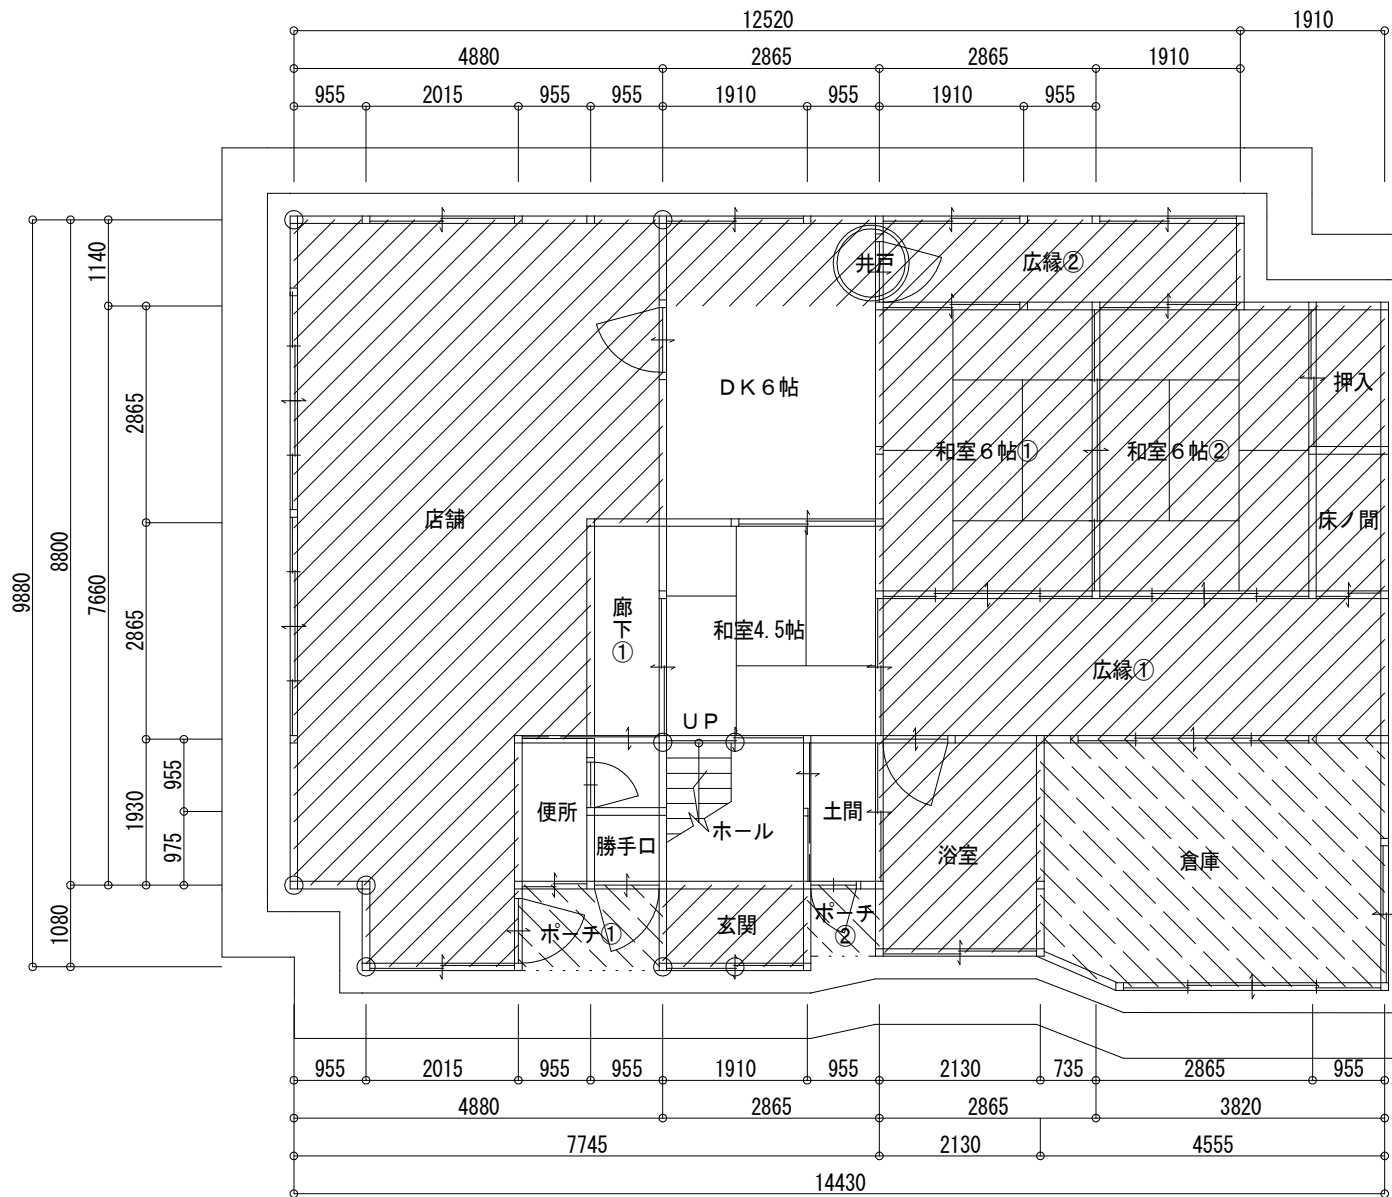 12520 1910
4880 2865 2865 1910
955 2015 955 955 1910 955 1910 955
9880
8800
1080
1140
7660
2865
2865
1930
955
975
井戸
広縁②
DK6帖
押入
和室6帖①
和室6帖②
店舗
床ノ間
廊下①
和室4.5帖
広縁①
UP
便所
勝手口
ホール
土間
浴室
倉庫
ポーチ①
玄関
ポーチ
②
955 2015 955 955 1910 955 2130 735 2865 955
4880 2865 2865 3820
7745 2130 4555
14430